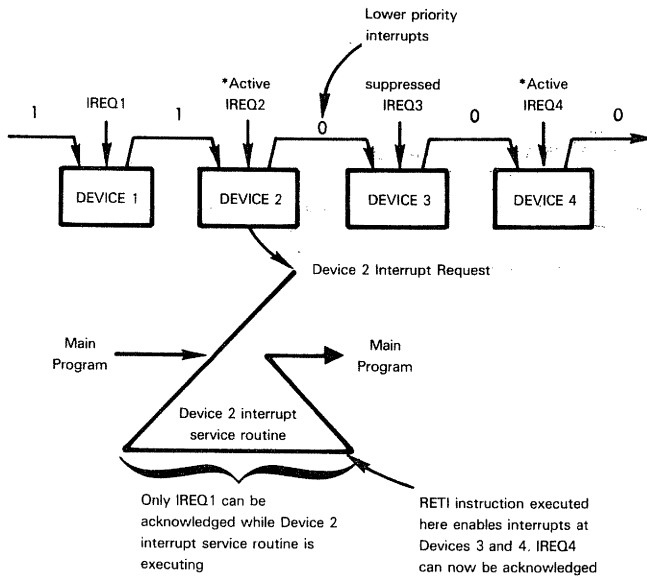 Lower priority
interrupts
1
IREQ1
1
*Active
IREQ2
0
suppressed
IREQ3
0
*Active
IREQ4
0
DEVICE 1
DEVICE 2
DEVICE 3
DEVICE 4
Device 2 Interrupt Request
Main
Program
Main
Program
Device 2 interrupt
service routine
Only IREQ1 can be
acknowledged while Device 2
interrupt service routine is
executing
RETI instruction executed
here enables interrupts at
Devices 3 and 4. IREQ4
can now be acknowledged